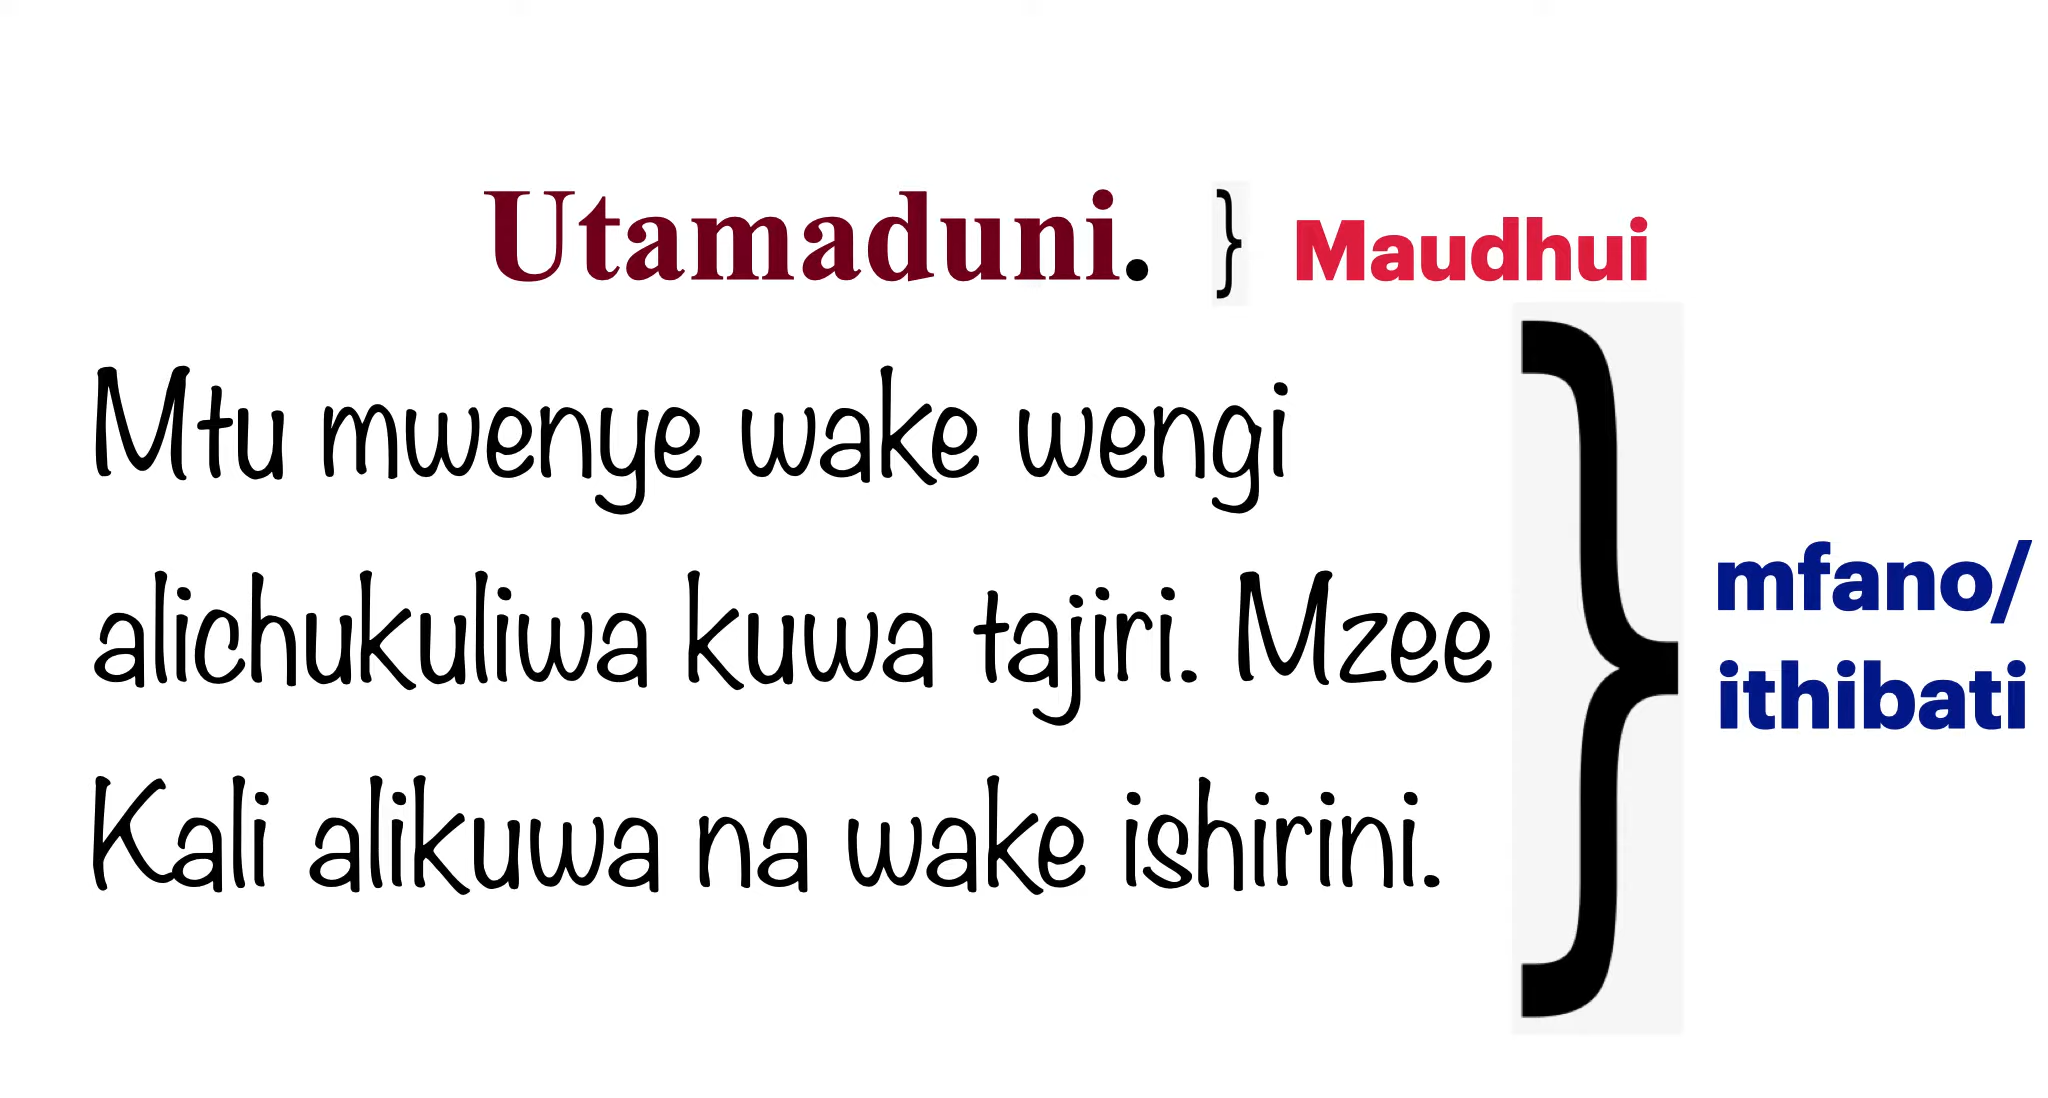 Utamaduni. } Maudhui
Mtu mwenye wake wengi
alichukuliwa kuwa tajiri. Mzee
Kali alikuwa na wake ishirini.
}
mfano/
ithibati